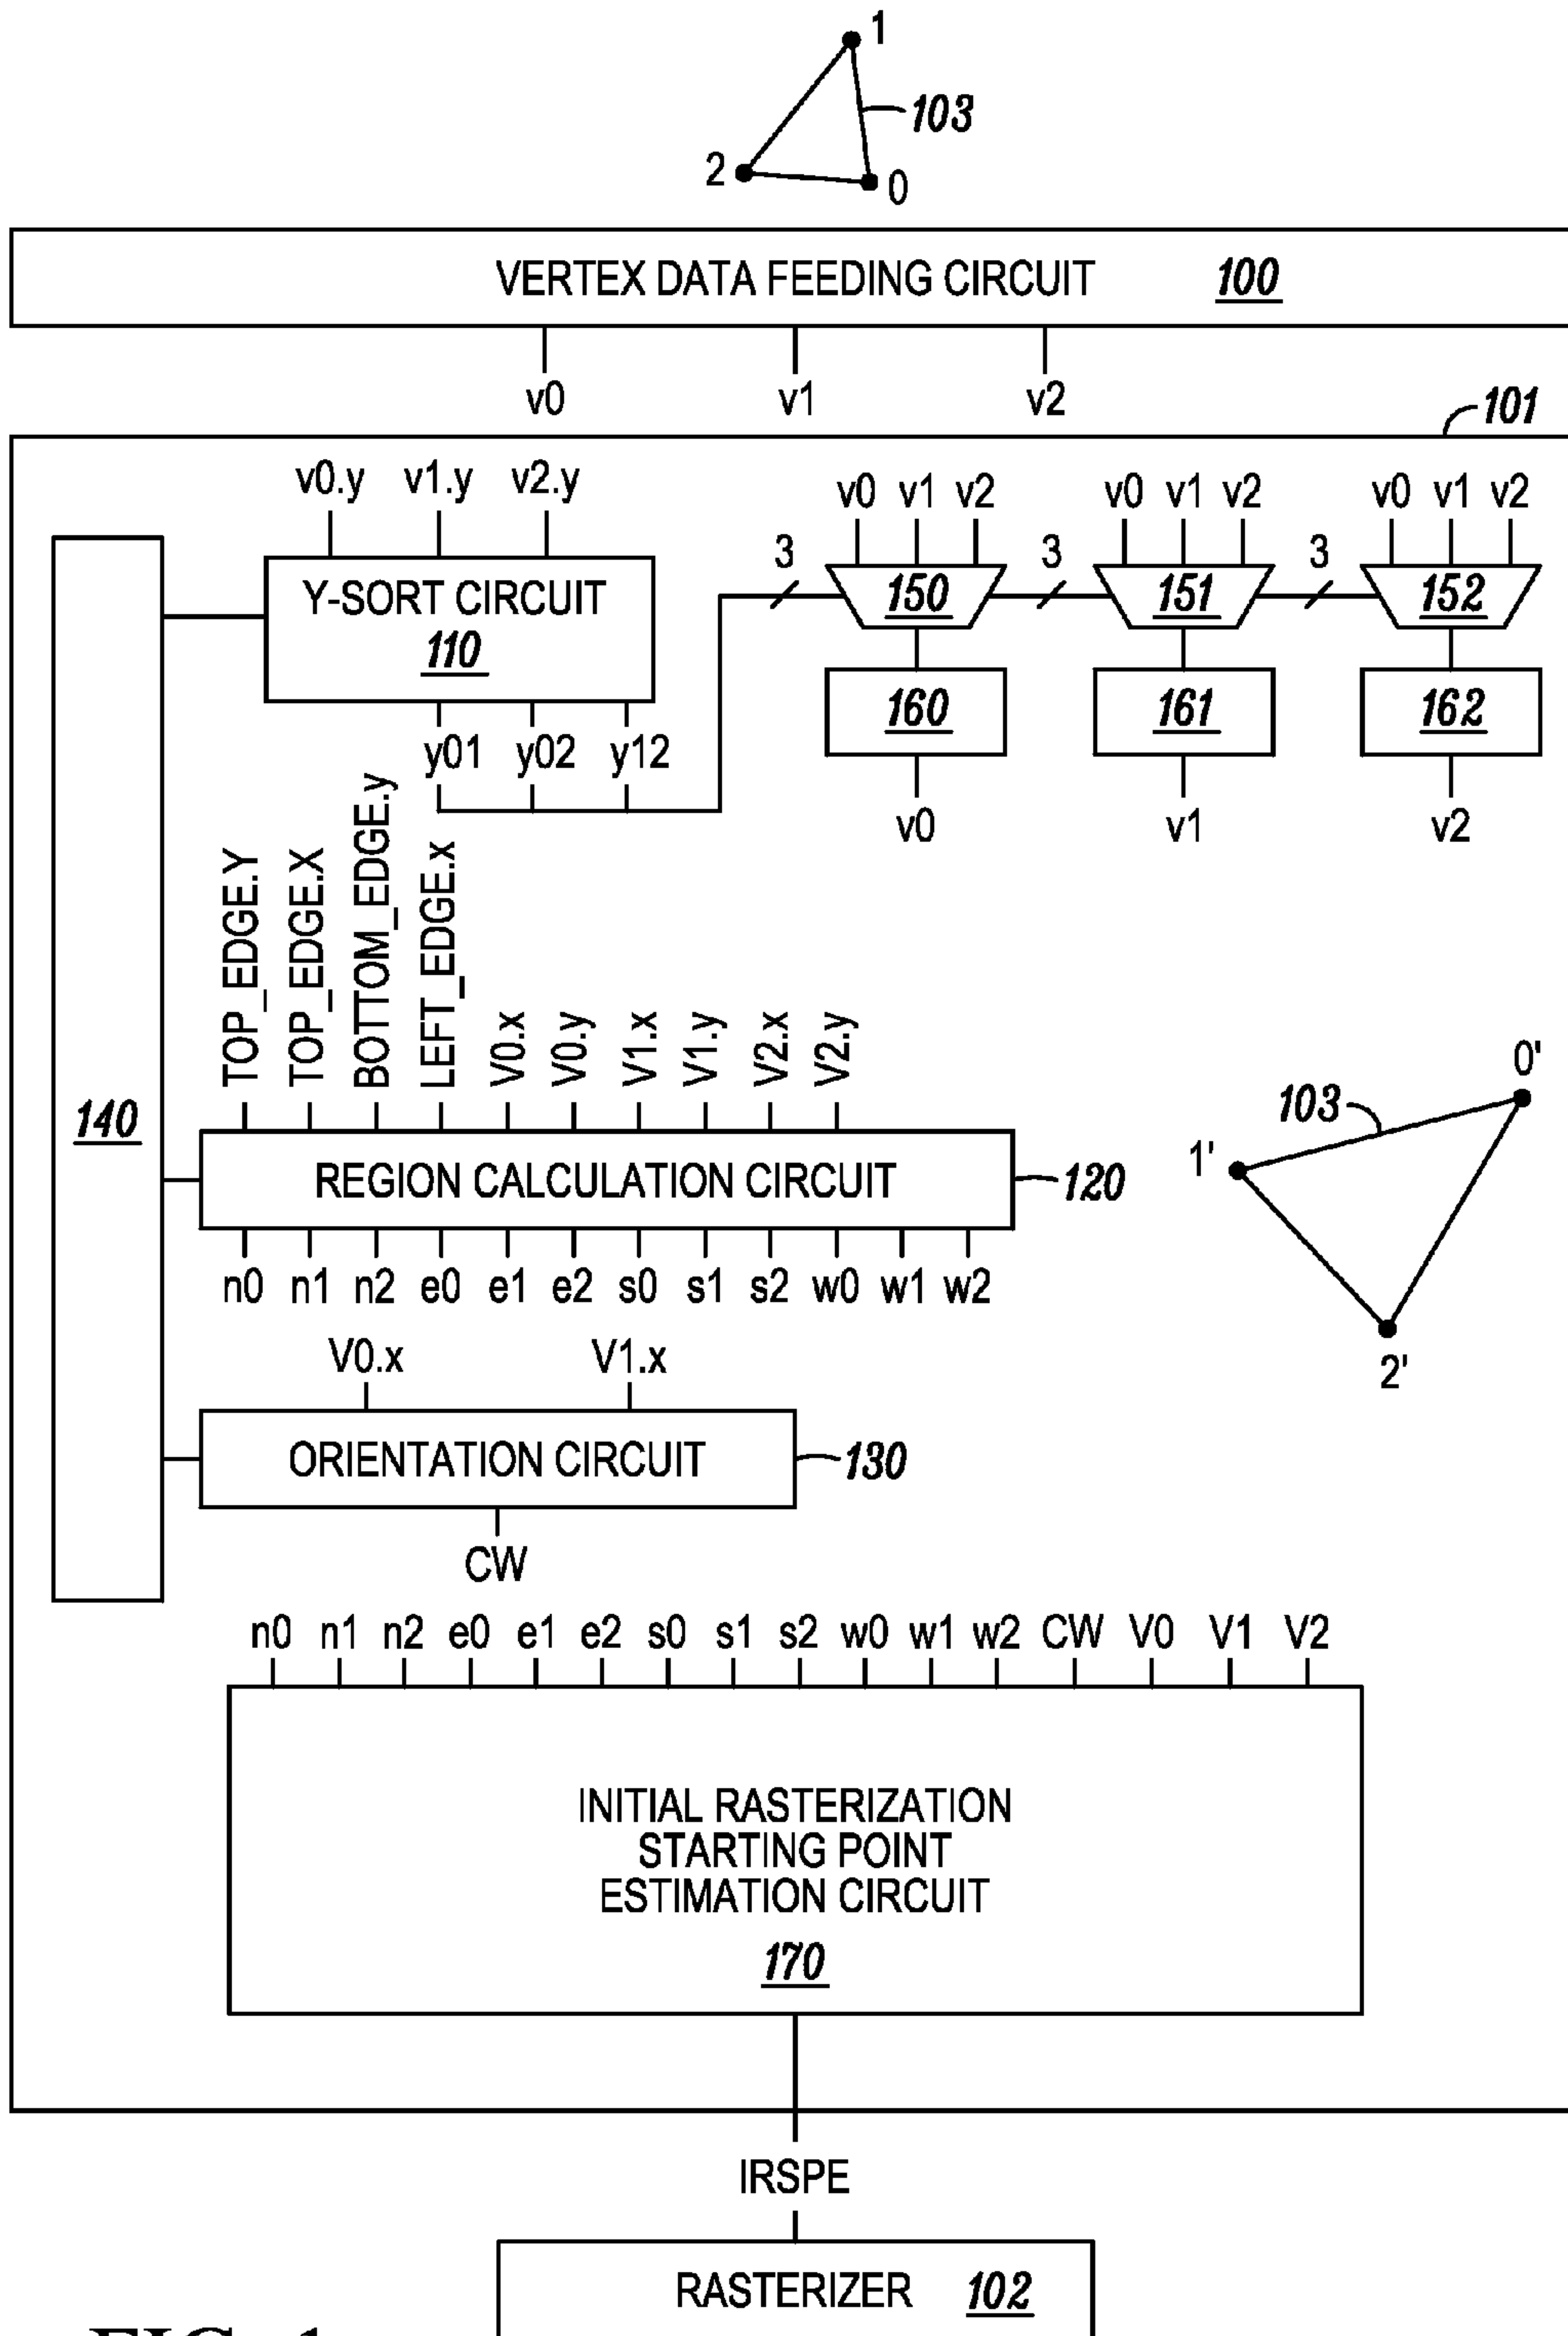 1
103
2
0
VERTEX DATA FEEDING CIRCUIT 100
v0 v1 v2
101
v0.y v1.y v2.y
v0 v1 v2 v0 v1 v2 v0 v1 v2
3 3 3
Y-SORT CIRCUIT
110
150 151 152
160 161 162
y01 y02 y12
v0 v1 v2
TOP_EDGE.Y
TOP_EDGE.X
BOTTOM_EDGE.y
LEFT_EDGE.x
V0.x
V0.y
V1.x
V1.y
V2.x
V2.y
140
REGION CALCULATION CIRCUIT
120
n0 n1 n2 e0 e1 e2 s0 s1 s2 w0 w1 w2
0'
103
1'
2'
V0.x V1.x
ORIENTATION CIRCUIT
130
CW
n0 n1 n2 e0 e1 e2 s0 s1 s2 w0 w1 w2 CW V0 V1 V2
INITIAL RASTERIZATION
STARTING POINT
ESTIMATION CIRCUIT
170
IRSPE
RASTERIZER 102